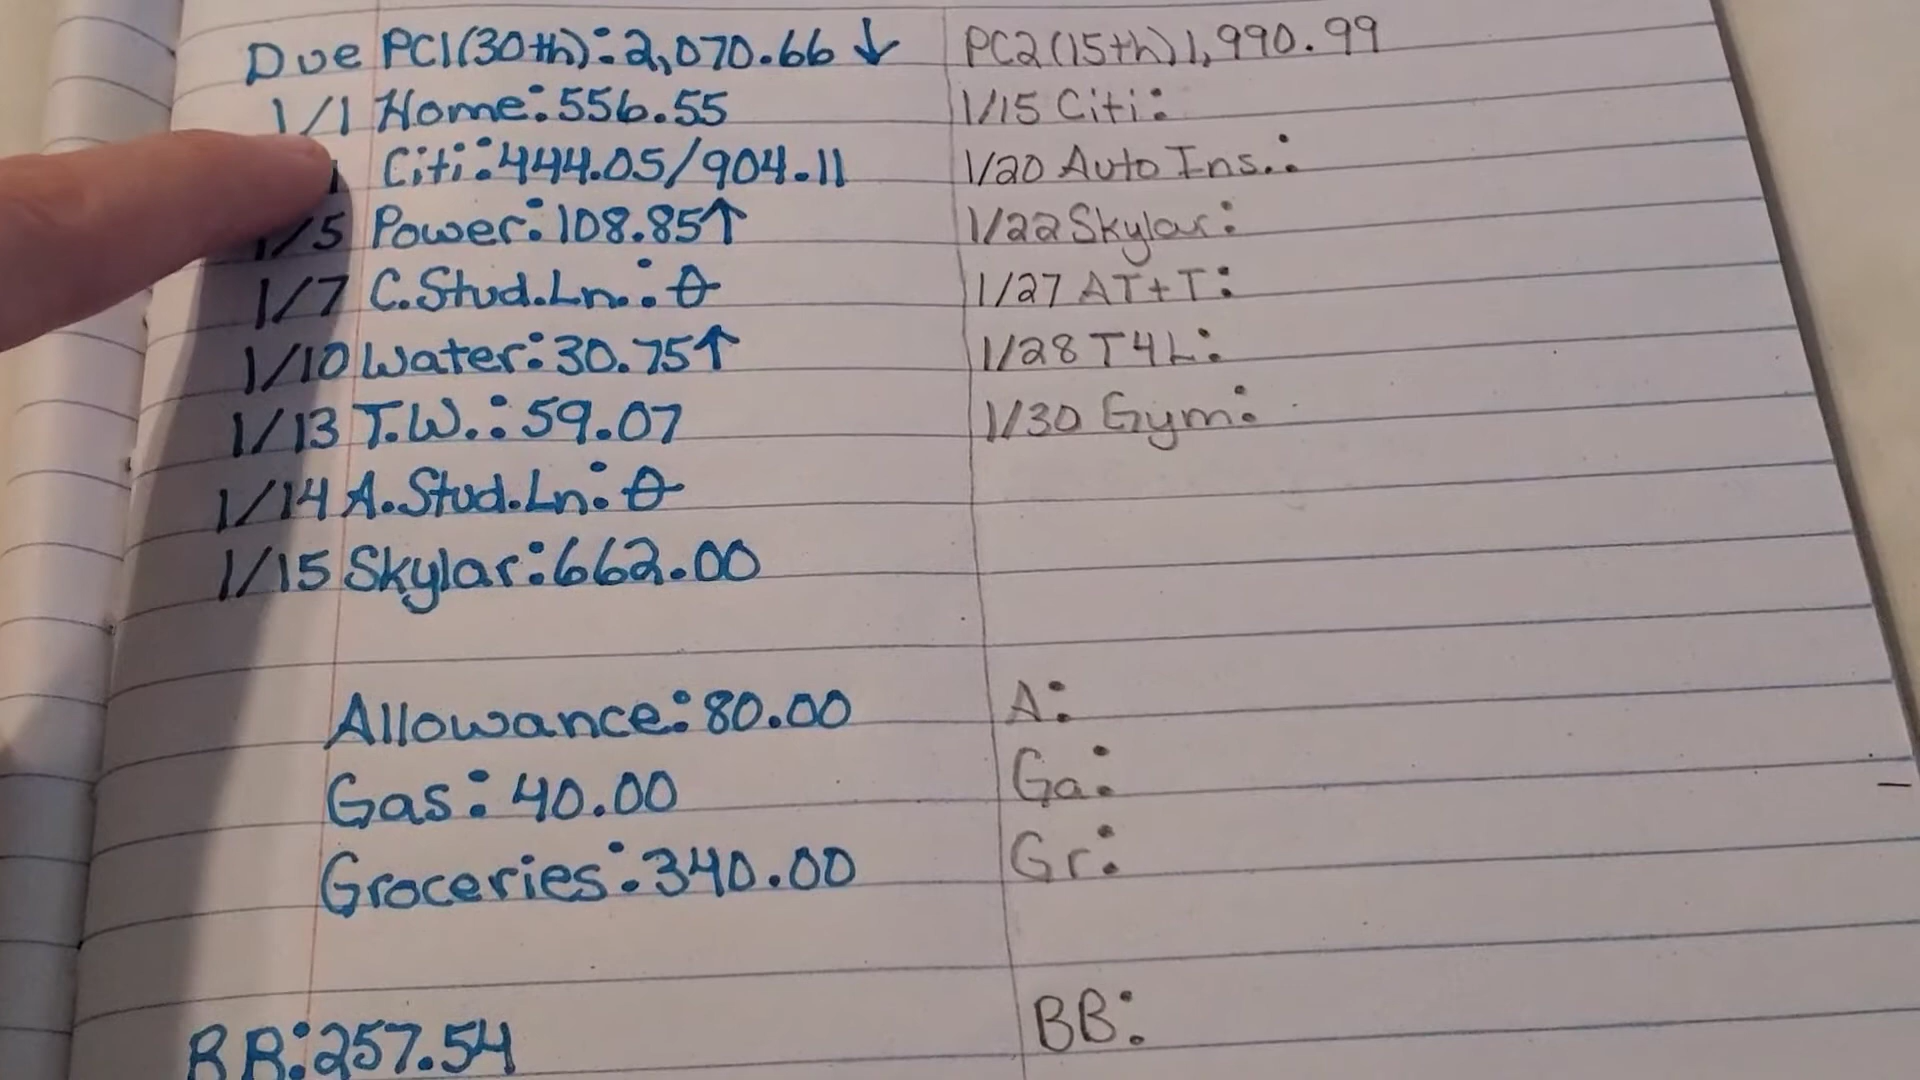 Due PC1(30th):2,070.66 ↓
1/1 Home:556.55
Citi:444.05/904.11
1/5 Power:108.85↑
1/7 C.Stud.Ln.:0
1/10 Water:30.75↑
1/13 T.W.:59.07
1/14 A.Stud.Ln:0
1/15 Skylar:662.00
Allowance:80.00
Gas:40.00
Groceries:340.00
BB:257.54
PC2(15th)1,990.99
1/15 Citi:
1/20 Auto Ins.:
1/22 Skylar:
1/27 AT+T:
1/28 T4L:
1/30 Gym:
A:
Ga:
Gr:
BB: